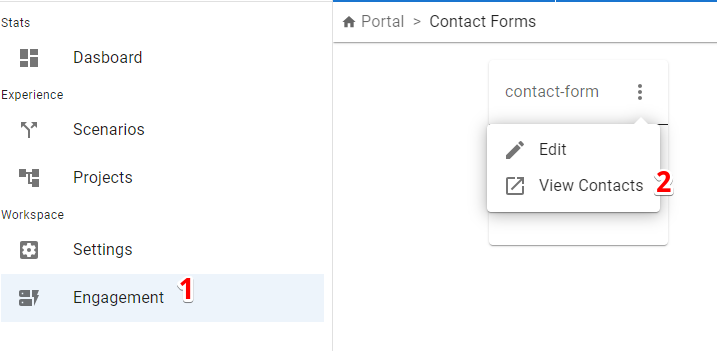 Stats
Dasboard
Experience
Scenarios
Projects
Workspace
Settings
Engagement 1
Portal > Contact Forms
contact-form
Edit
View Contacts 2